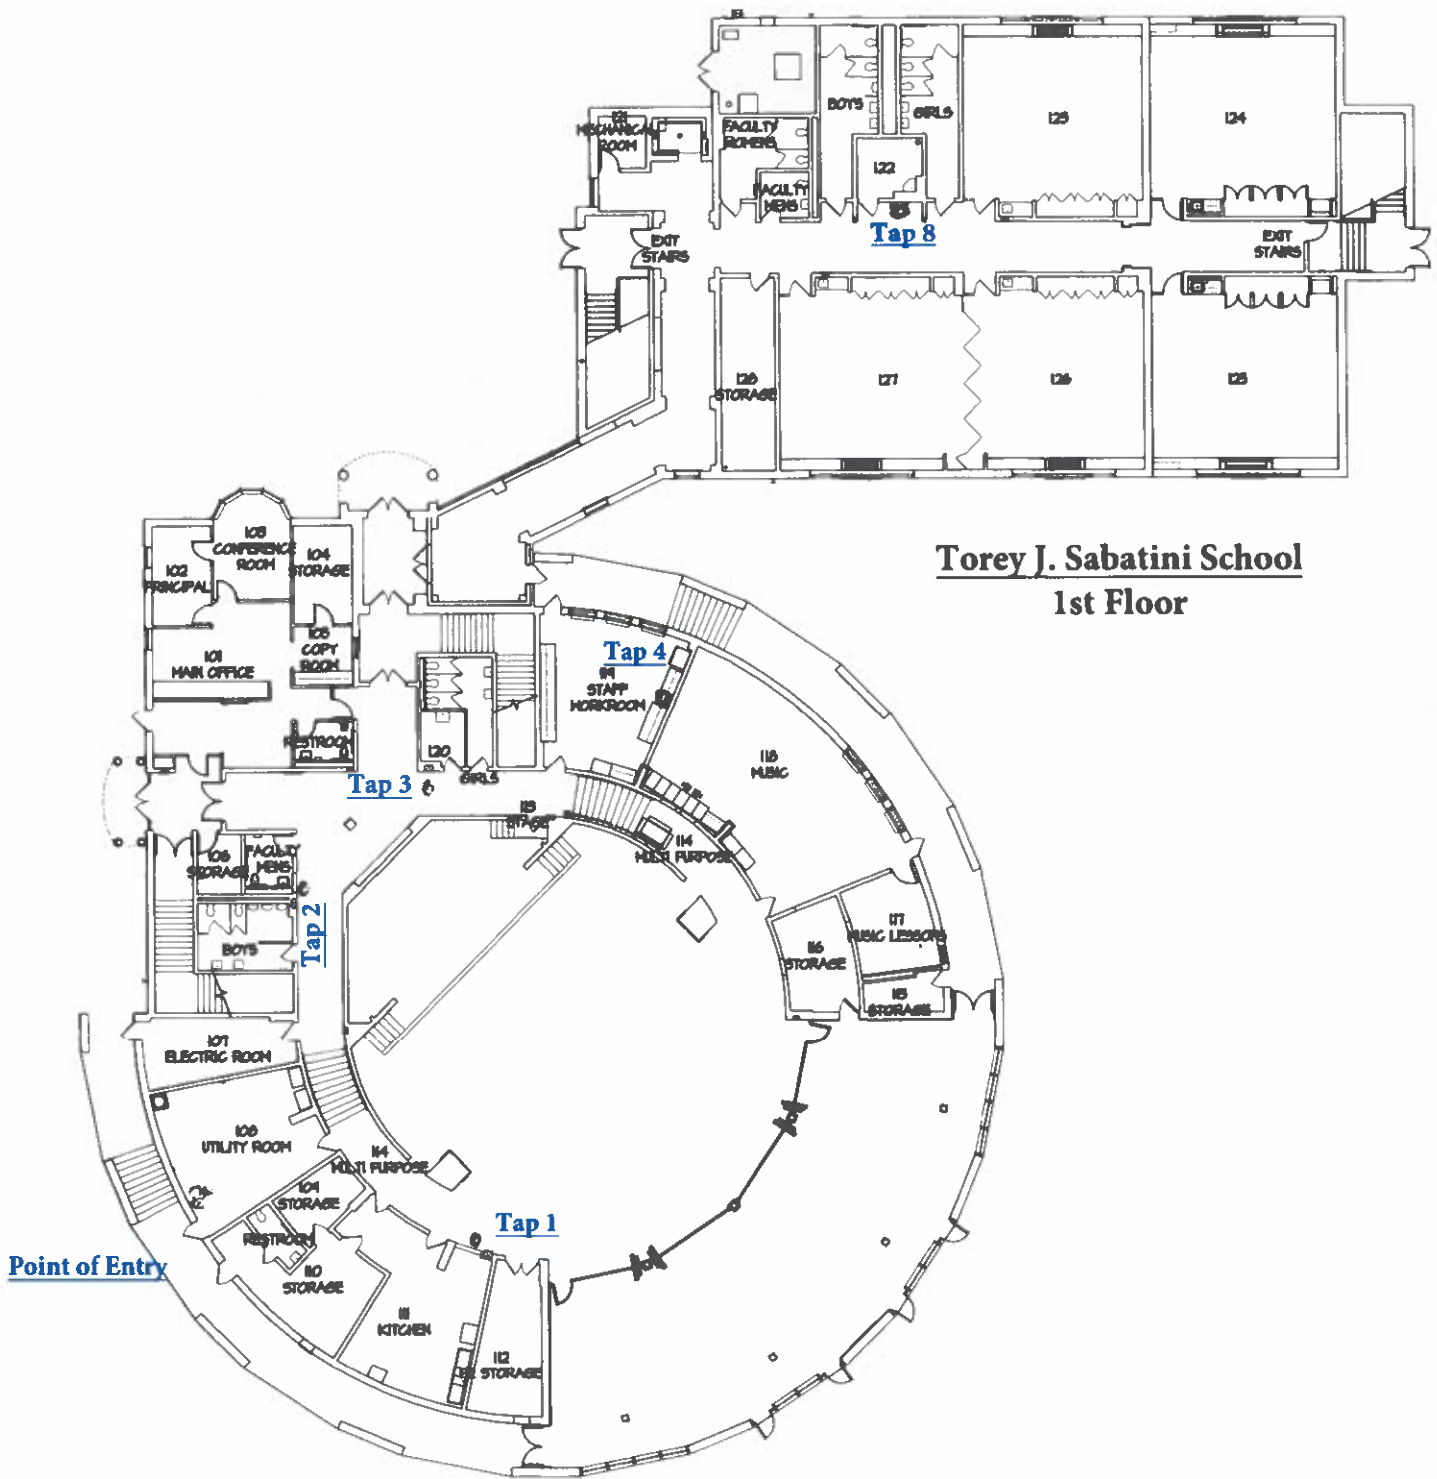 BOYS
GIRLS
123
124
121
MECHANICAL
ROOM
FACULTY
WOMENS
122
FACULTY
MENS
Tap 8
EXIT
STAIRS
EXIT
STAIRS
128
STORAGE
127
126
125
Torey J. Sabatini School
1st Floor
103
CONFERENCE
ROOM
104
STORAGE
102
PRINCIPAL
105
COPY
ROOM
101
MAIN OFFICE
Tap 4
119
STAFF
WORKROOM
RESTROOM
120
GIRLS
118
MUSIC
Tap 3
113
STAGE
114
MULTI PURPOSE
106
STORAGE
FACULTY
MENS
Tap 2
BOYS
117
MUSIC LESSONS
116
STORAGE
115
STORAGE
107
ELECTRIC ROOM
108
UTILITY ROOM
114
MULTI PURPOSE
109
STORAGE
Tap 1
RESTROOM
Point of Entry
110
STORAGE
111
KITCHEN
112
STORAGE